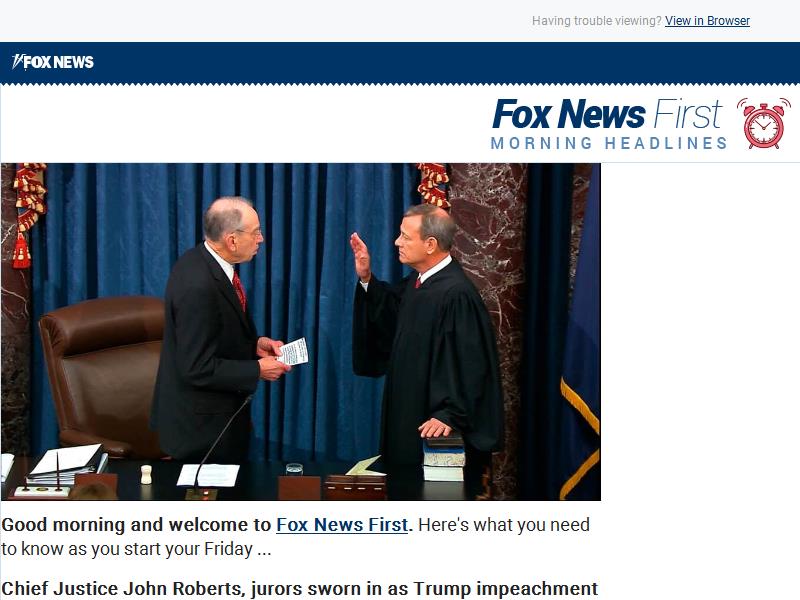 Having trouble viewing? View in Browser
FOX NEWS
Fox News First
MORNING HEADLINES
Good morning and welcome to Fox News First. Here's what you need
to know as you start your Friday ...
Chief Justice John Roberts, jurors sworn in as Trump impeachment